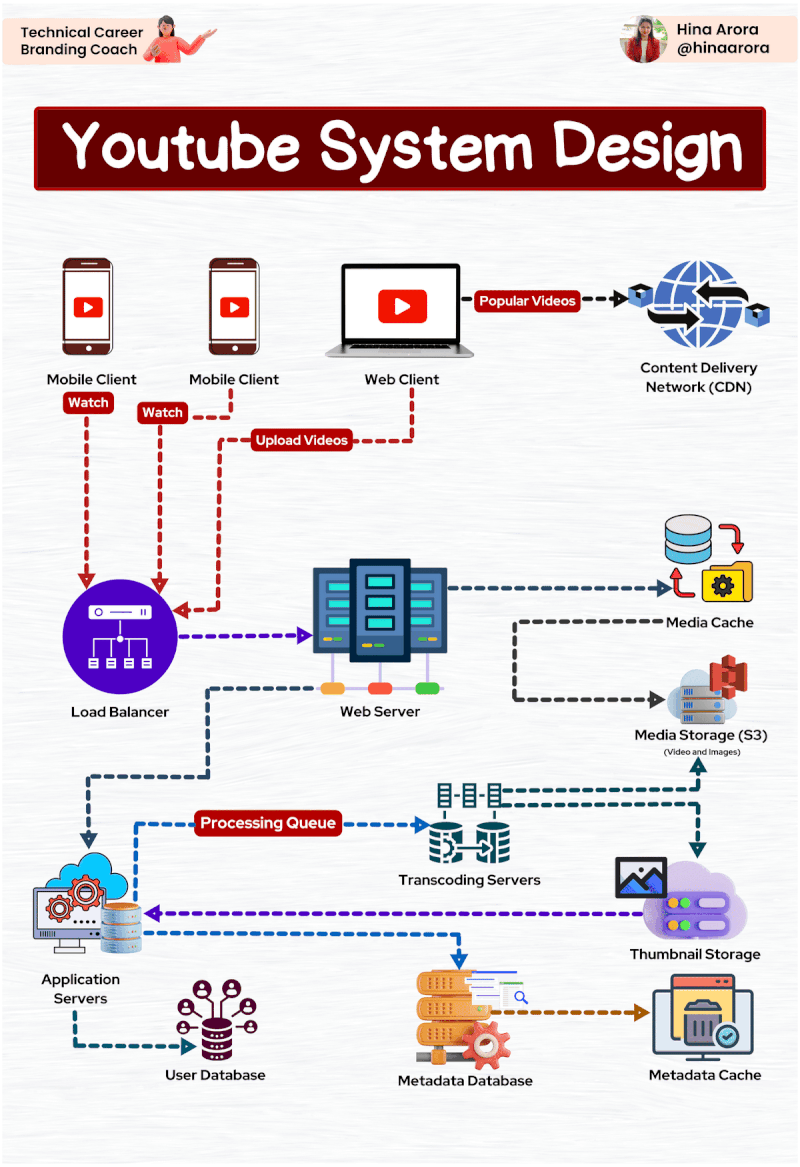 Technical Career
Branding Coach
Hina Arora
@hinaarora
Youtube System Design
Popular Videos
Mobile Client
Mobile Client
Web Client
Content Delivery
Network (CDN)
Watch
Watch
Upload Videos
Media Cache
Load Balancer
Web Server
Media Storage (S3)
(Video and Images)
Processing Queue
Transcoding Servers
Thumbnail Storage
Application
Servers
User Database
Metadata Database
Metadata Cache